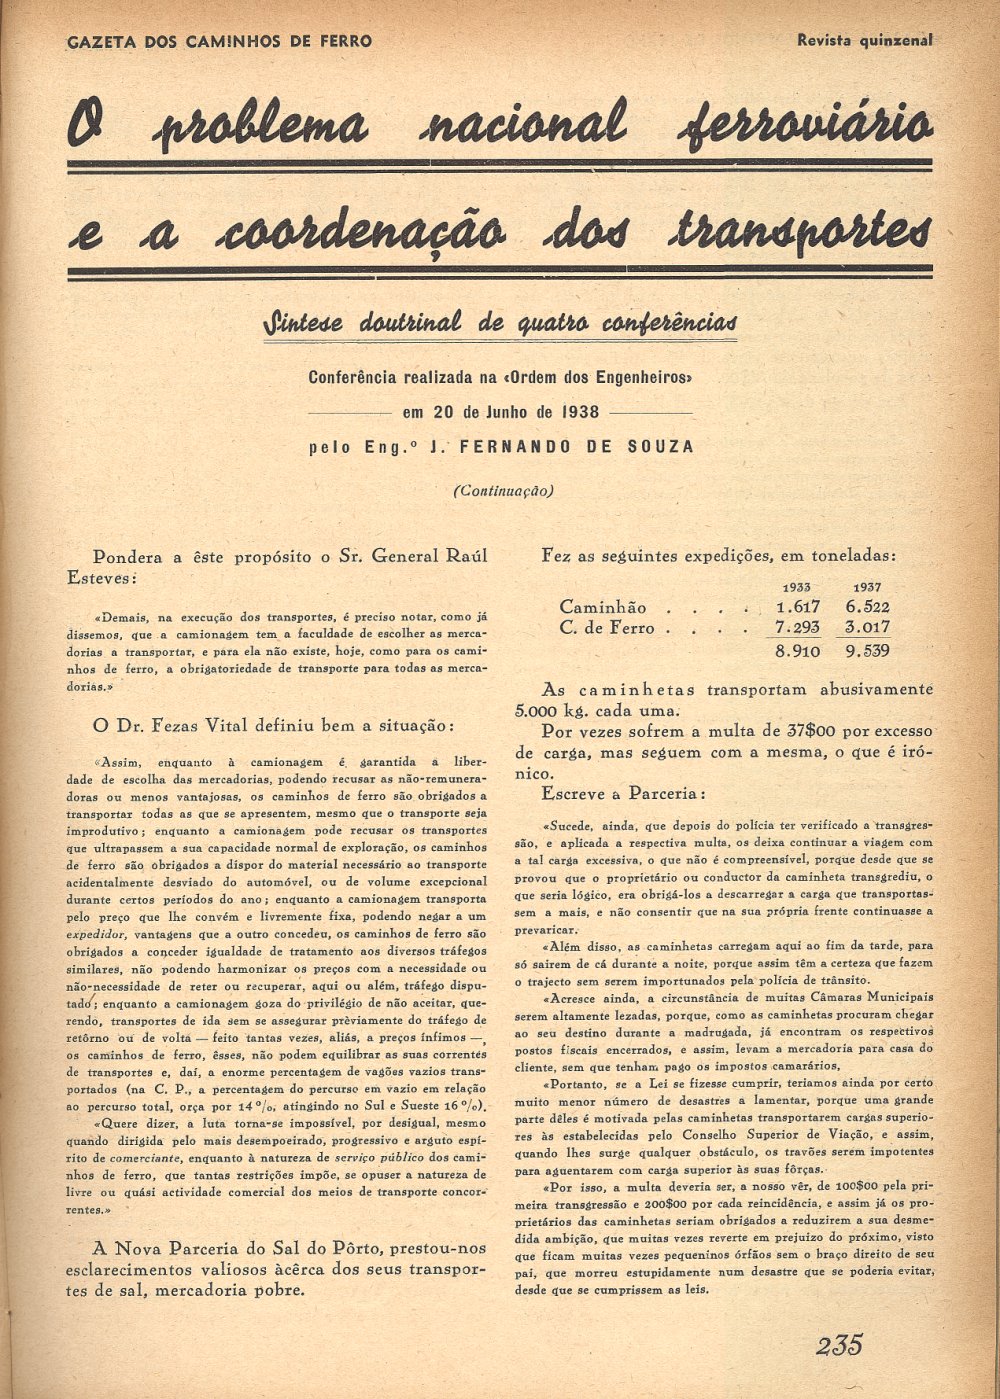 GAZETA DOS CAMINHOS DE FERRO
Revista quinzenal
O problema nacional ferroviário
e a coordenação dos transportes
Síntese doutrinal de quatro conferências
Conferência realizada na «Ordem dos Engenheiros»
em 20 de Junho de 1938
pelo Eng.º J. FERNANDO DE SOUZA
(Continuação)
Pondera a êste propósito o Sr. General Raúl
Esteves:
«Demais, na execução dos transportes, é preciso notar, como já
dissemos, que a camionagem tem a faculdade de escolher as merca-
dorias a transportar, e para ela não existe, hoje, como para os cami-
nhos de ferro, a obrigatoriedade de transporte para todas as merca-
dorias.»
O Dr. Fezas Vital definiu bem a situação:
«Assim, enquanto à camionagem é garantida a liber-
dade de escolha das mercadorias, podendo recusar as não-remunera-
doras ou menos vantajosas, os caminhos de ferro são obrigados a
transportar todas as que se apresentem, mesmo que o transporte seja
improdutivo; enquanto a camionagem pode recusar os transportes
que ultrapassem a sua capacidade normal de exploração, os caminhos
de ferro são obrigados a dispor do material necessário ao transporte
acidentalmente desviado do automóvel, ou de volume excepcional
durante certos períodos do ano; enquanto a camionagem transporta
pelo preço que lhe convém e livremente fixa, podendo negar a um
expedidor, vantagens que a outro concedeu, os caminhos de ferro são
obrigados a conceder igualdade de tratamento aos diversos tráfegos
similares, não podendo harmonizar os preços com a necessidade ou
não-necessidade de reter ou recuperar, aqui ou além, tráfego dispu-
tado; enquanto a camionagem goza do privilégio de não aceitar, que-
rendo, transportes de ida sem se assegurar prèviamente do tráfego de
retôrno ou de volta — feito tantas vezes, aliás, a preços ínfimos —,
os caminhos de ferro, êsses, não podem equilibrar as suas correntes
de transportes e, daí, a enorme percentagem de vagões vazios trans-
portados (na C. P., a percentagem do percurso em vazio em relação
ao percurso total, orça por 14%, atingindo no Sul e Sueste 16%).
«Quere dizer, a luta torna-se impossível, por desigual, mesmo
quando dirigida pelo mais desempoeirado, progressivo e arguto espí-
rito de comerciante, enquanto à natureza de serviço público dos cami-
nhos de ferro, que tantas restrições impõe, se opuser a natureza de
livre ou quási actividade comercial dos meios de transporte concor-
rentes.»
A Nova Parceria do Sal do Pôrto, prestou-nos
esclarecimentos valiosos àcêrca dos seus transpor-
tes de sal, mercadoria pobre.
Fez as seguintes expedições, em toneladas:
1933 1937
Caminhão . . . . 1.617 6.522
C. de Ferro . . . . 7.293 3.017
8.910 9.539
As caminhetas transportam abusivamente
5.000 kg. cada uma.
Por vezes sofrem a multa de 37$00 por excesso
de carga, mas seguem com a mesma, o que é iró-
nico.
Escreve a Parceria:
«Sucede, ainda, que depois do polícia ter verificado a transgres-
são, e aplicada a respectiva multa, os deixa continuar a viagem com
a tal carga excessiva, o que não é compreensível, porque desde que se
provou que o proprietário ou conductor da caminheta transgrediu, o
que seria lógico, era obrigá-los a descarregar a carga que transportas-
sem a mais, e não consentir que na sua própria frente continuasse a
prevaricar.
«Além disso, as caminhetas carregam aqui ao fim da tarde, para
só sairem de cá durante a noite, porque assim têm a certeza que fazem
o trajecto sem serem importunados pela polícia de trânsito.
«Acresce ainda, a circunstância de muitas Câmaras Municipais
serem altamente lezadas, porque, como as caminhetas procuram chegar
ao seu destino durante a madrugada, já encontram os respectivos
postos fiscais encerrados, e assim, levam a mercadoria para casa do
cliente, sem que tenham pago os impostos camarários,
«Portanto, se a Lei se fizesse cumprir, teriamos ainda por certo
muito menor número de desastres a lamentar, porque uma grande
parte dêles é motivada pelas caminhetas transportarem cargas superio-
res às estabelecidas pelo Conselho Superior de Viação, e assim,
quando lhes surge qualquer obstáculo, os travões serem impotentes
para aguentarem com carga superior às suas fôrças.
«Por isso, a multa deveria ser, a nosso vêr, de 100$00 pela pri-
meira transgressão e 200$00 por cada reincidência, e assim já os pro-
prietários das caminhetas seriam obrigados a reduzirem a sua desme-
dida ambição, que muitas vezes reverte em prejuizo do próximo, visto
que ficam muitas vezes pequeninos órfãos sem o braço direito de seu
pai, que morreu estupidamente num desastre que se poderia evitar,
desde que se cumprissem as leis.
235